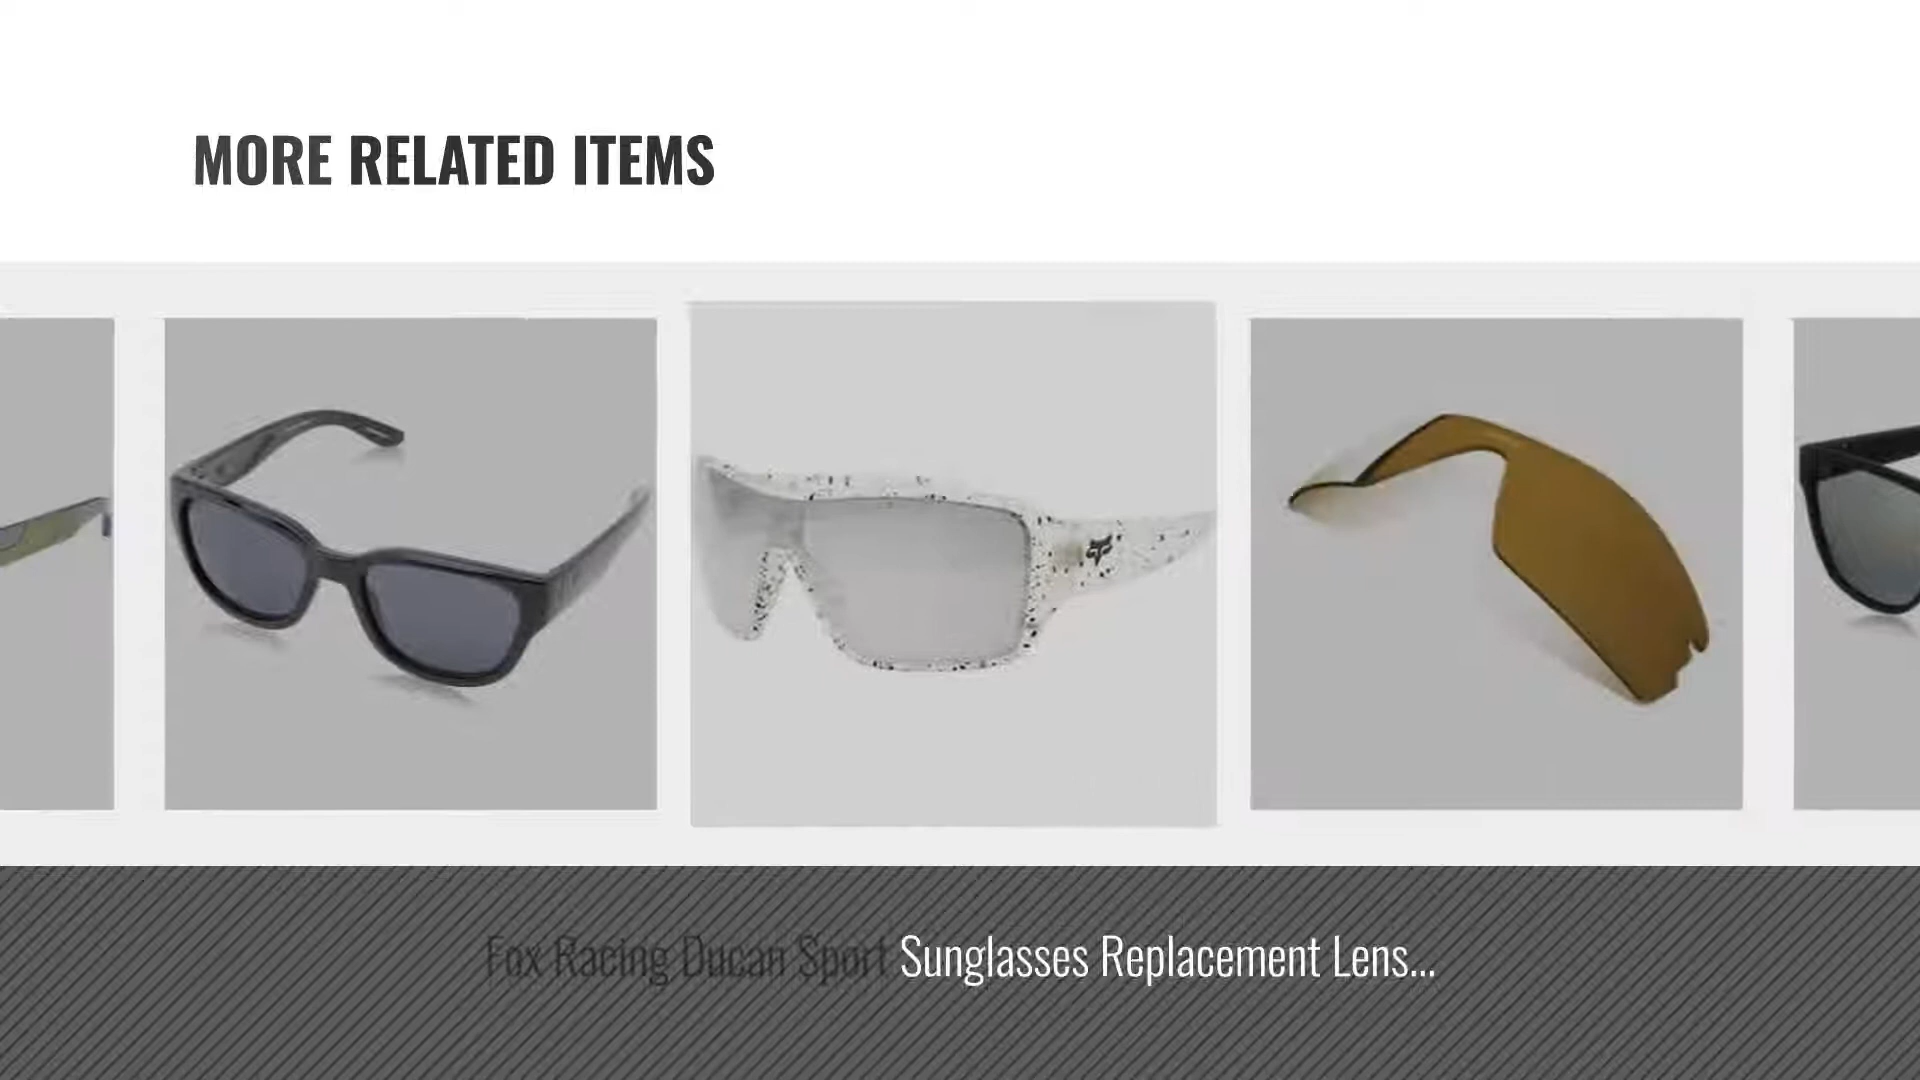 MORE RELATED ITEMS
Fox Racing Ducan Sport Sunglasses Replacement Lens...